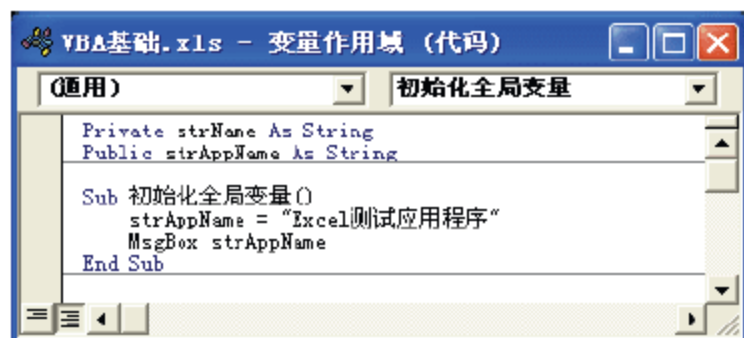 VBA基础.xls - 变量作用域 (代码)
(通用) 初始化全局变量
Private strName As String
Public strAppName As String
Sub 初始化全局变量()
strAppName = "Excel测试应用程序"
MsgBox strAppName
End Sub